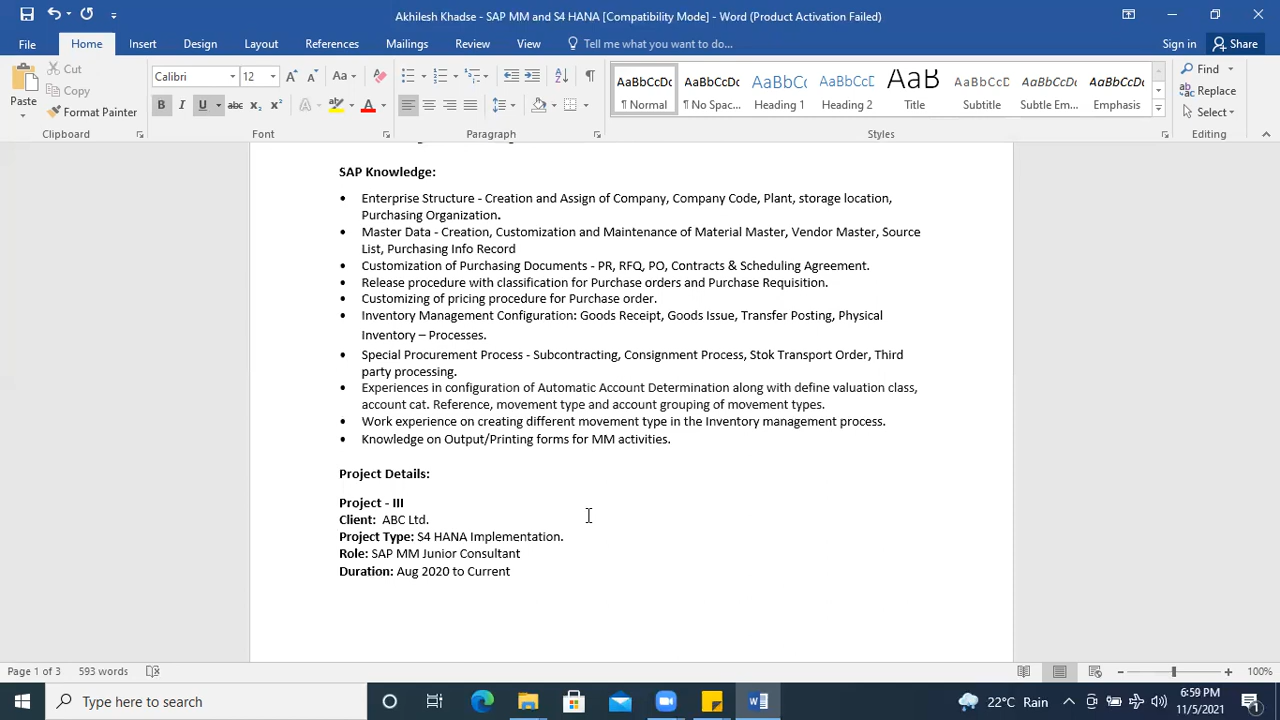 Akhilesh Khadse - SAP MM and S4 HANA [Compatibility Mode] - Word (Product Activation Failed)
File Home Insert Design Layout References Mailings Review View Tell me what you want to do... Sign in Share
Paste Cut Copy Format Painter
Calibri 12
AaBbCcDc AaBbCcDc AaBbCc AaBbCcD AaB AaBbCcD AaBbCcDc AaBbCcDc
¶ Normal ¶ No Spac... Heading 1 Heading 2 Title Subtitle Subtle Em... Emphasis
Find Replace Select
Clipboard Font Paragraph Styles Editing
SAP Knowledge:
• Enterprise Structure - Creation and Assign of Company, Company Code, Plant, storage location,
Purchasing Organization.
• Master Data - Creation, Customization and Maintenance of Material Master, Vendor Master, Source
List, Purchasing Info Record
• Customization of Purchasing Documents - PR, RFQ, PO, Contracts & Scheduling Agreement.
• Release procedure with classification for Purchase orders and Purchase Requisition.
• Customizing of pricing procedure for Purchase order.
• Inventory Management Configuration: Goods Receipt, Goods Issue, Transfer Posting, Physical
Inventory – Processes.
• Special Procurement Process - Subcontracting, Consignment Process, Stok Transport Order, Third
party processing.
• Experiences in configuration of Automatic Account Determination along with define valuation class,
account cat. Reference, movement type and account grouping of movement types.
• Work experience on creating different movement type in the Inventory management process.
• Knowledge on Output/Printing forms for MM activities.
Project Details:
Project - III
Client: ABC Ltd.
Project Type: S4 HANA Implementation.
Role: SAP MM Junior Consultant
Duration: Aug 2020 to Current
Page 1 of 3 593 words 100%
Type here to search 22°C Rain 6:59 PM
11/5/2021